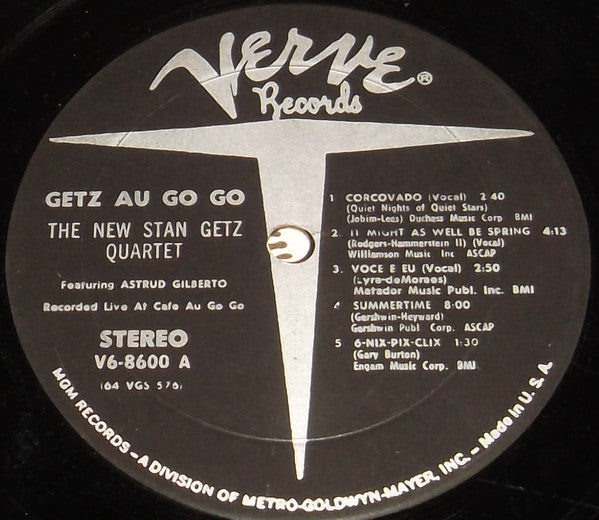 Verve®
Records
GETZ AU GO GO
THE NEW STAN GETZ
QUARTET
Featuring ASTRUD GILBERTO
Recorded Live At Cafe Au Go Go
STEREO
V6-8600 A
(64 VGS 576)
1 CORCOVADO (Vocal) 2 40
(Quiet Nights of Quiet Stars)
(Jobim-Lees) Duchess Music Corp BMI
2. IT MIGHT AS WELL BE SPRING 4:13
(Rodgers-Hammerstein II) (Vocal)
Williamson Music Inc ASCAP
3. VOCE E EU (Vocal) 2:50
(Lyra-deMoraes)
Matador Music Publ. Inc. BMI
4 SUMMERTIME 8:00
(Gershwin-Heyward)
Gershwin Publ Corp. ASCAP
5 6-NIX-PIX-CLIX 1:30
(Gary Burton)
Engam Music Corp. BMI
MGM RECORDS – A DIVISION OF METRO-GOLDWYN-MAYER, INC. – Made in U. S. A.